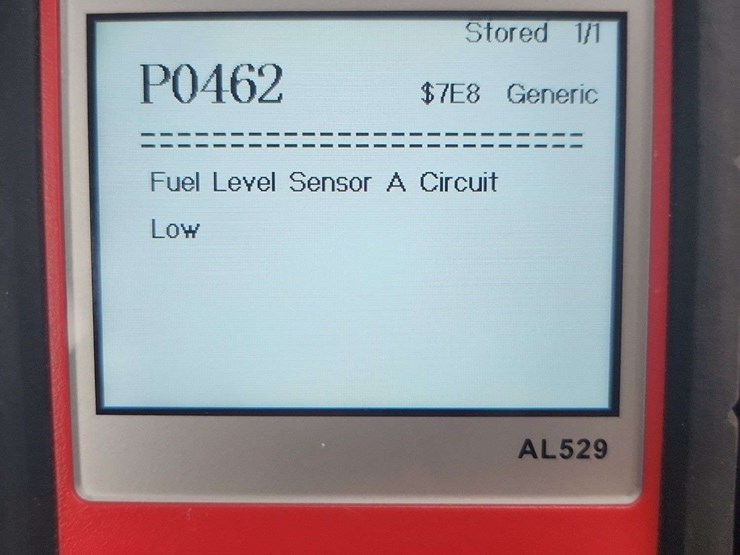 Stored 1/1
P0462 $7E8 Generic
==========================
Fuel Level Sensor A Circuit
Low
AL529